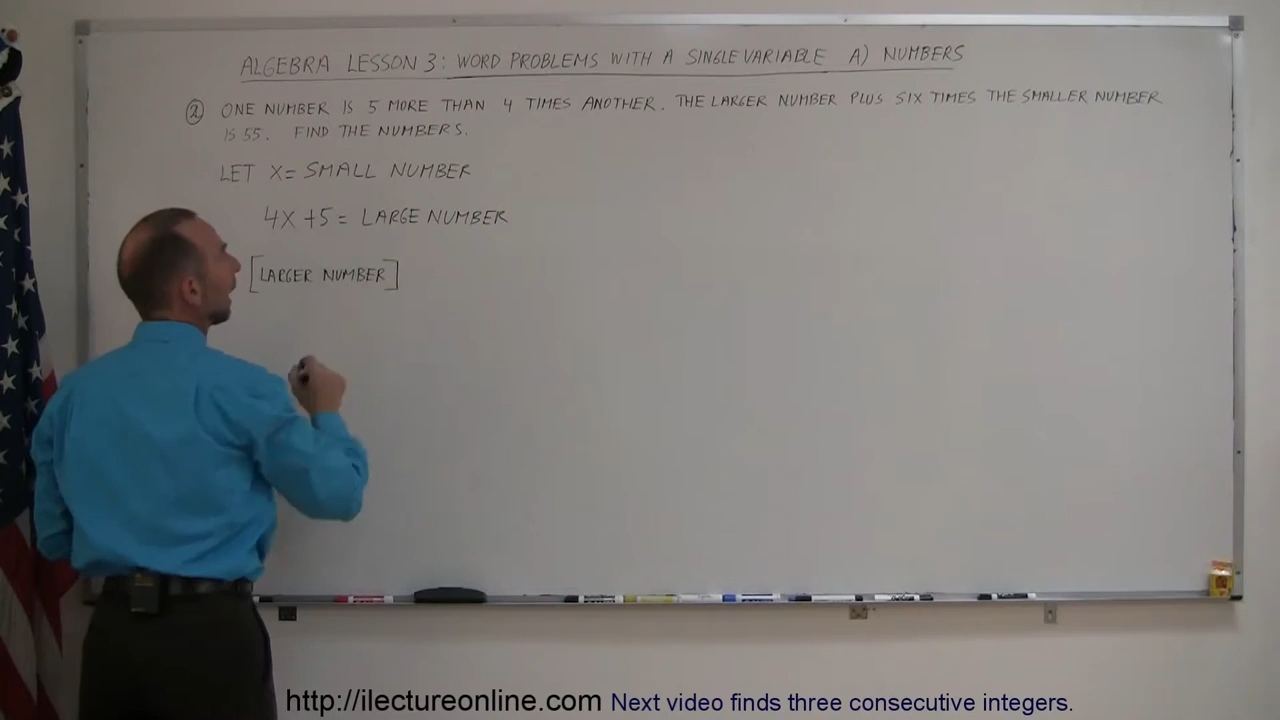 ALGEBRA LESSON 3: WORD PROBLEMS WITH A SINGLE VARIABLE A) NUMBERS
② ONE NUMBER IS 5 MORE THAN 4 TIMES ANOTHER. THE LARGER NUMBER PLUS SIX TIMES THE SMALLER NUMBER
IS 55. FIND THE NUMBERS.
LET X= SMALL NUMBER
4X +5 = LARGE NUMBER
[LARGER NUMBER]
http://ilectureonline.com Next video finds three consecutive integers.